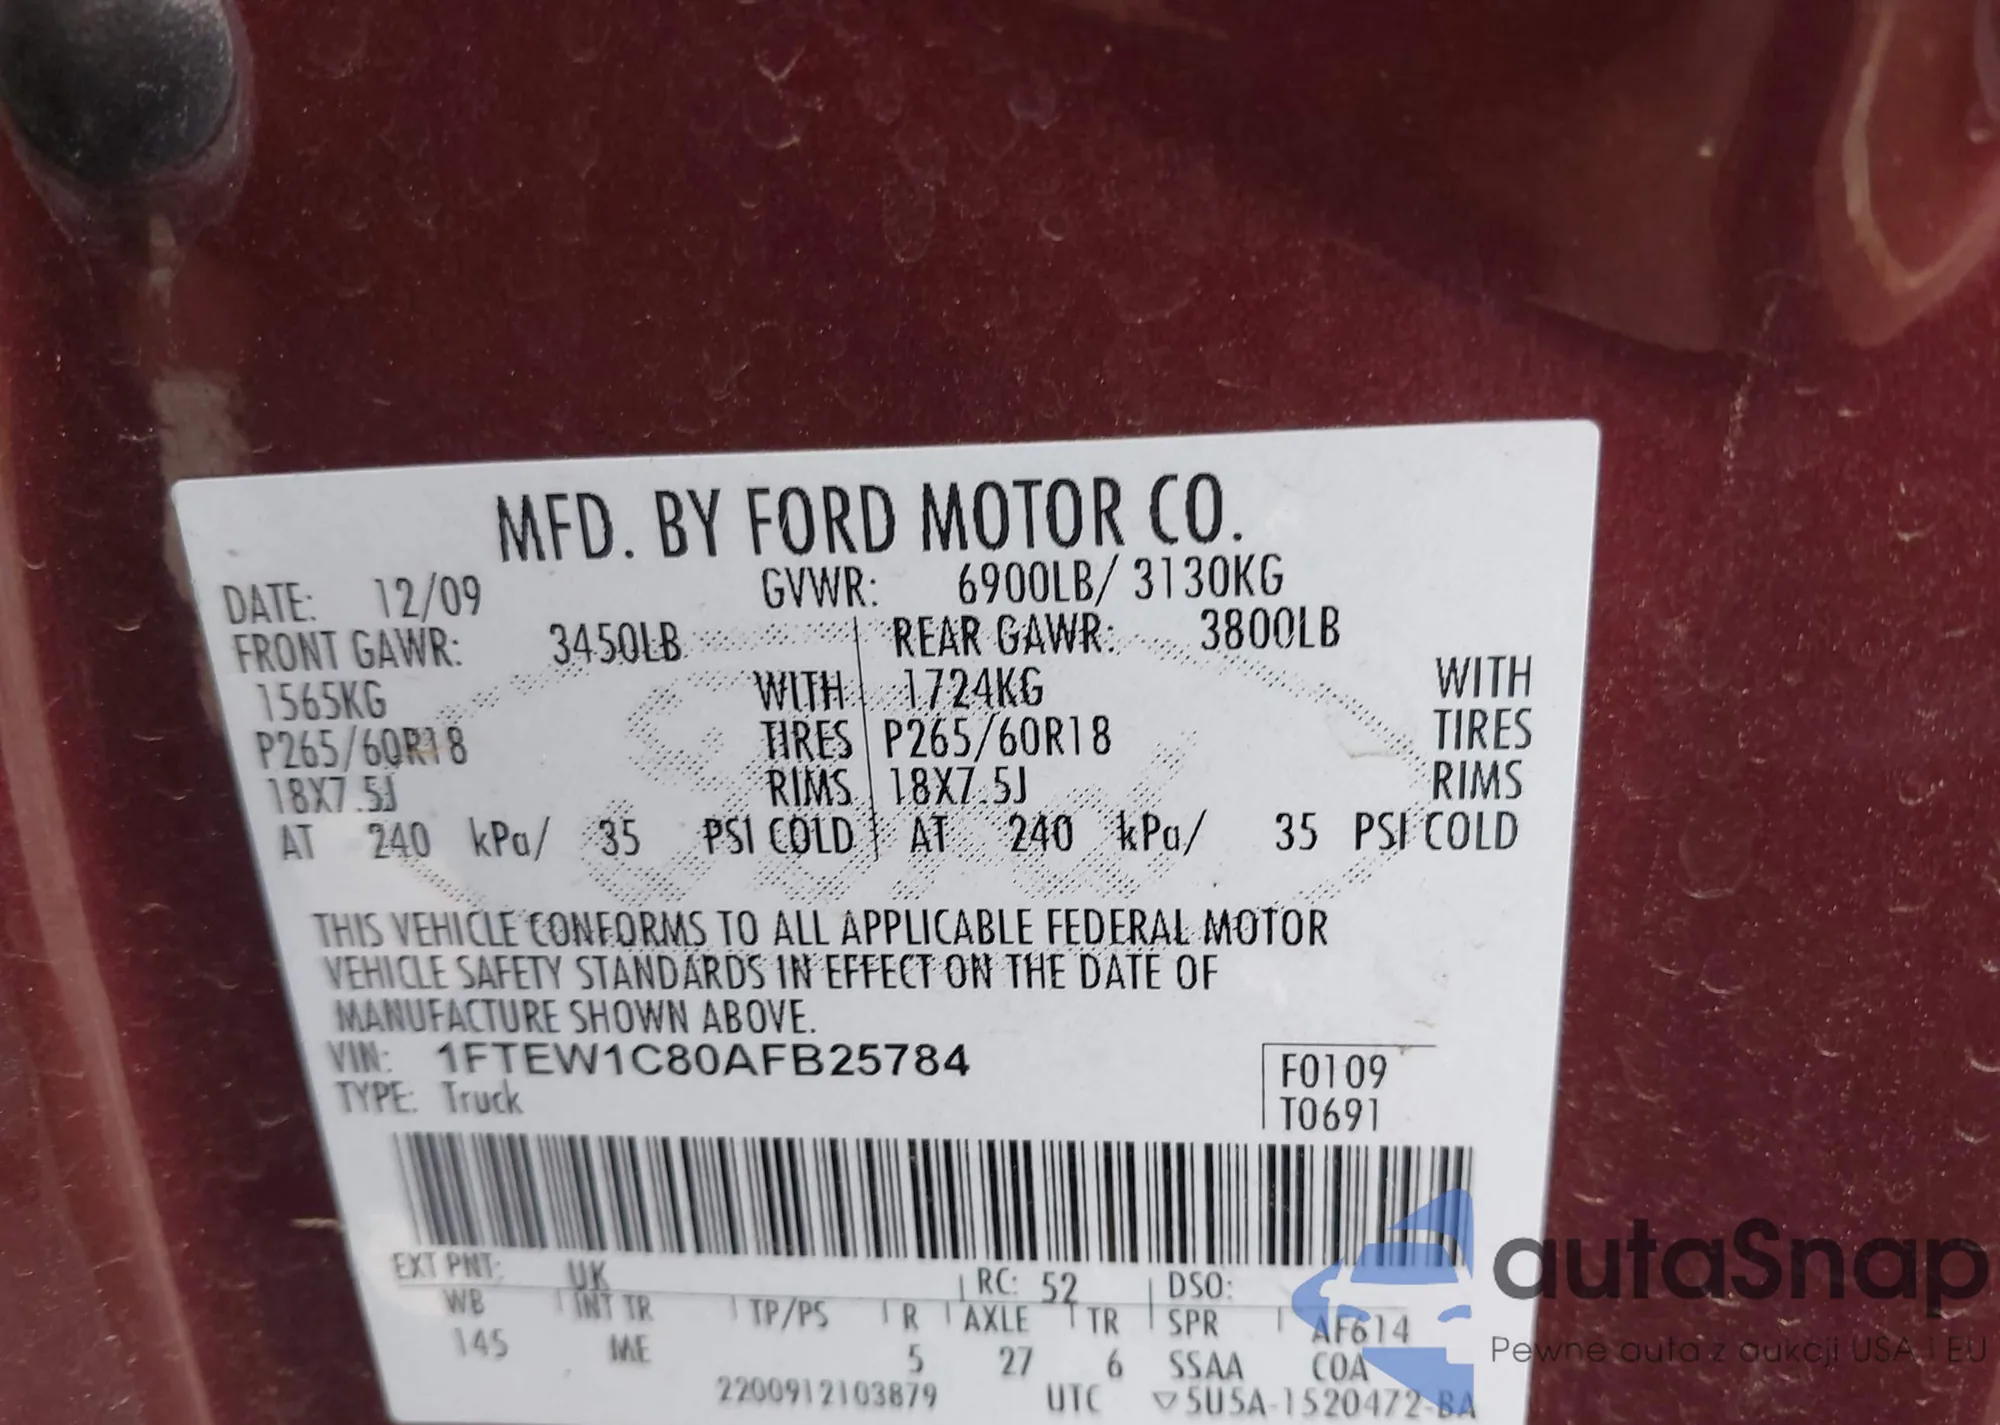 MFD. BY FORD MOTOR CO.
DATE: 12/09 GVWR: 6900LB/ 3130KG
FRONT GAWR: 3450LB REAR GAWR: 3800LB
1565KG WITH 1724KG WITH
P265/60R18 TIRES P265/60R18 TIRES
18X7.5J RIMS 18X7.5J RIMS
AT 240 kPa/ 35 PSI COLD AT 240 kPa/ 35 PSI COLD
THIS VEHICLE CONFORMS TO ALL APPLICABLE FEDERAL MOTOR
VEHICLE SAFETY STANDARDS IN EFFECT ON THE DATE OF
MANUFACTURE SHOWN ABOVE.
VIN: 1FTEW1C80AFB25784 F0109
TYPE: Truck T0691
EXT PNT: UK RC: 52 DSO:
WB INT TR TP/PS R AXLE TR SPR AF614
145 ME 5 27 6 SSAA COA
2200912103879 UTC ▽5U5A-1520472-BA
autaSnap
Pewne auta z aukcji USA i EU